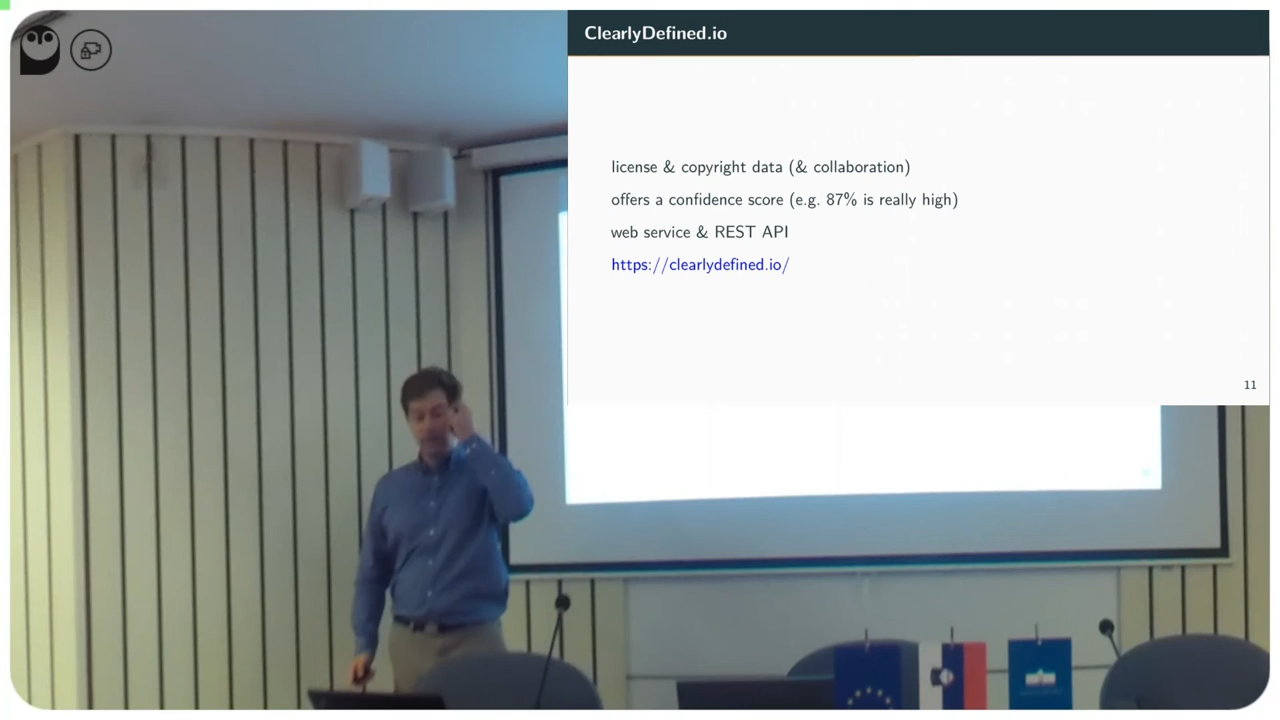 ClearlyDefined.io
license & copyright data (& collaboration)
offers a confidence score (e.g. 87% is really high)
web service & REST API
https://clearlydefined.io/
11